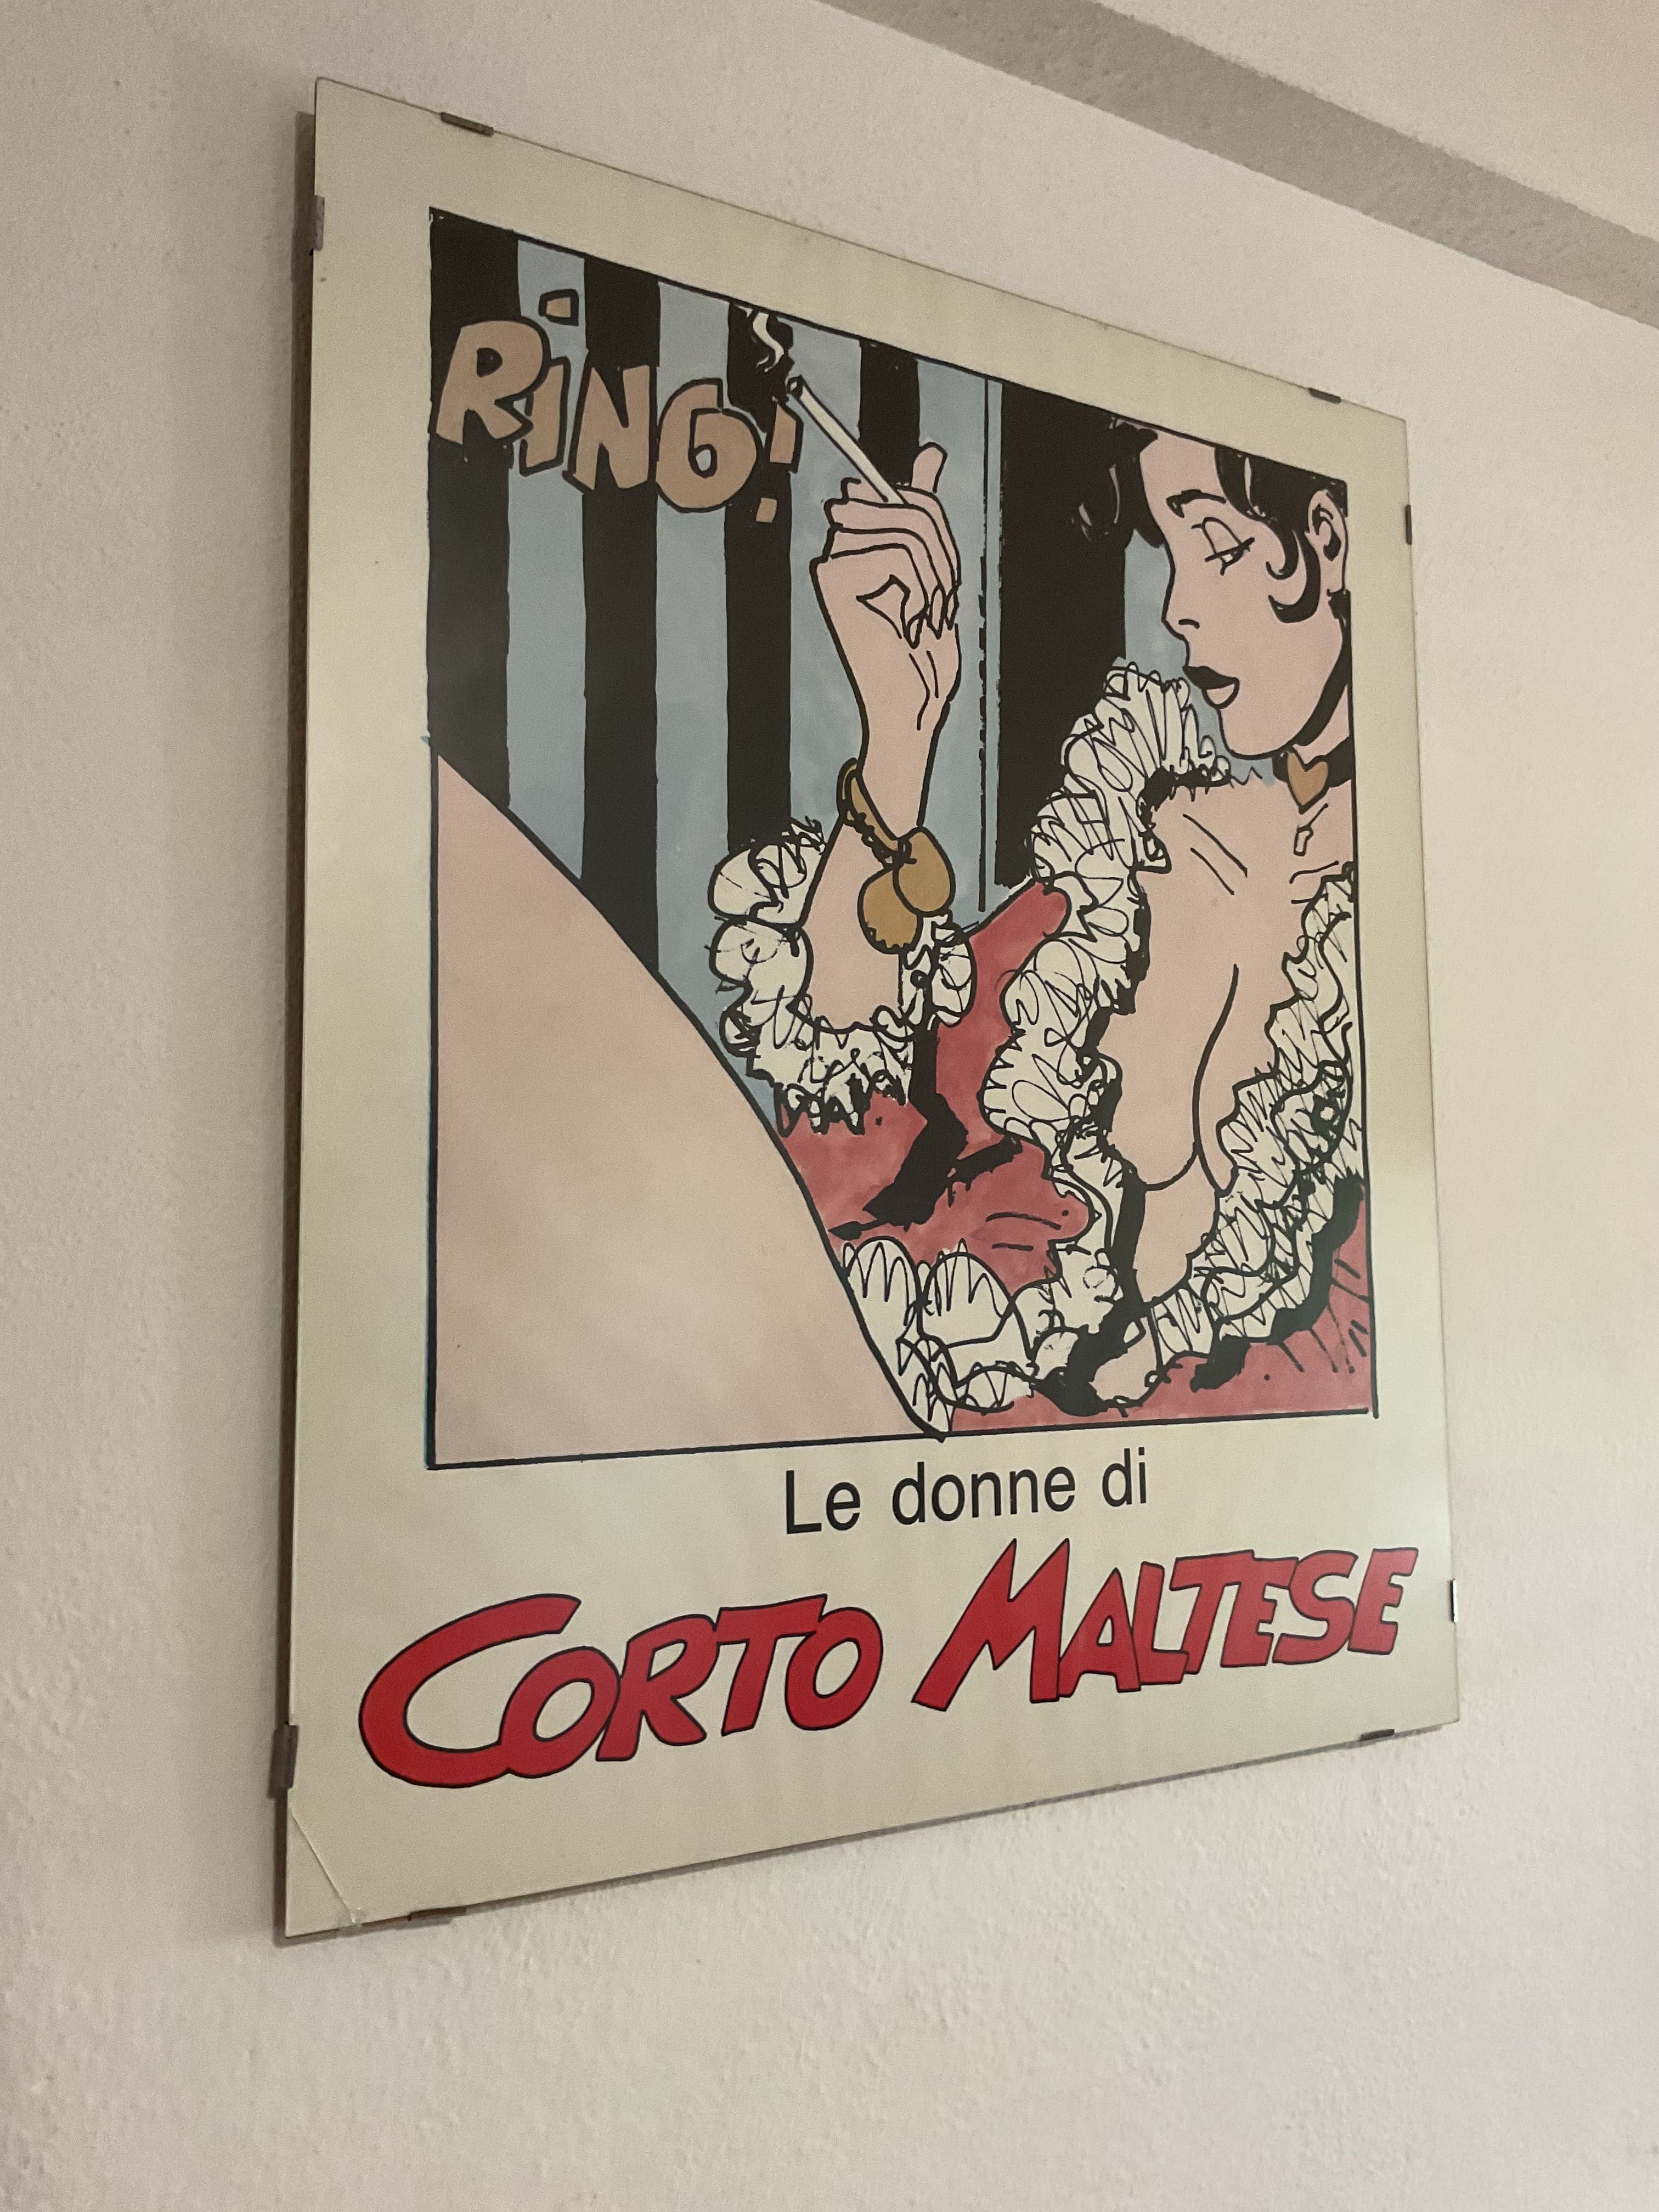 RING!
Le donne di
CORTO MALTESE